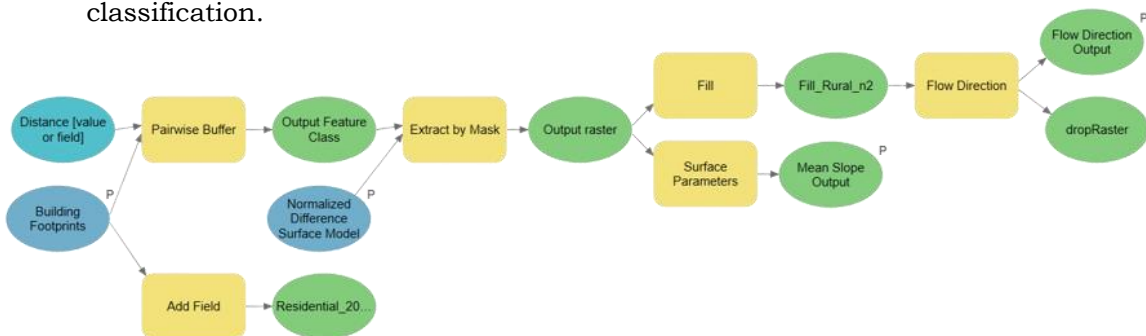 classification.
Distance [value
or field]
Pairwise Buffer
Output Feature
Class
Extract by Mask
Output raster
Fill
Fill_Rural_n2
Flow Direction
P
Flow Direction
Output
dropRaster
Surface
Parameters
P
Mean Slope
Output
P
Building
Footprints
P
Normalized
Difference
Surface Model
Add Field
Residential_20...